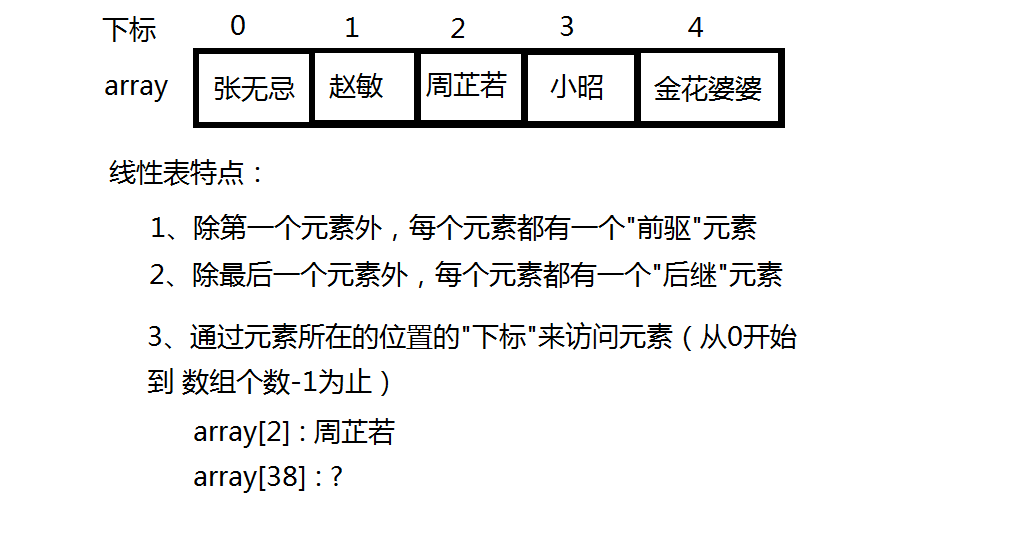 下标 0 1 2 3 4
array 张无忌 赵敏 周芷若 小昭 金花婆婆
线性表特点：
1、除第一个元素外，每个元素都有一个"前驱"元素
2、除最后一个元素外，每个元素都有一个"后继"元素
3、通过元素所在的位置的"下标"来访问元素（从0开始
到 数组个数-1为止）
array[2]：周芷若
array[38]：?